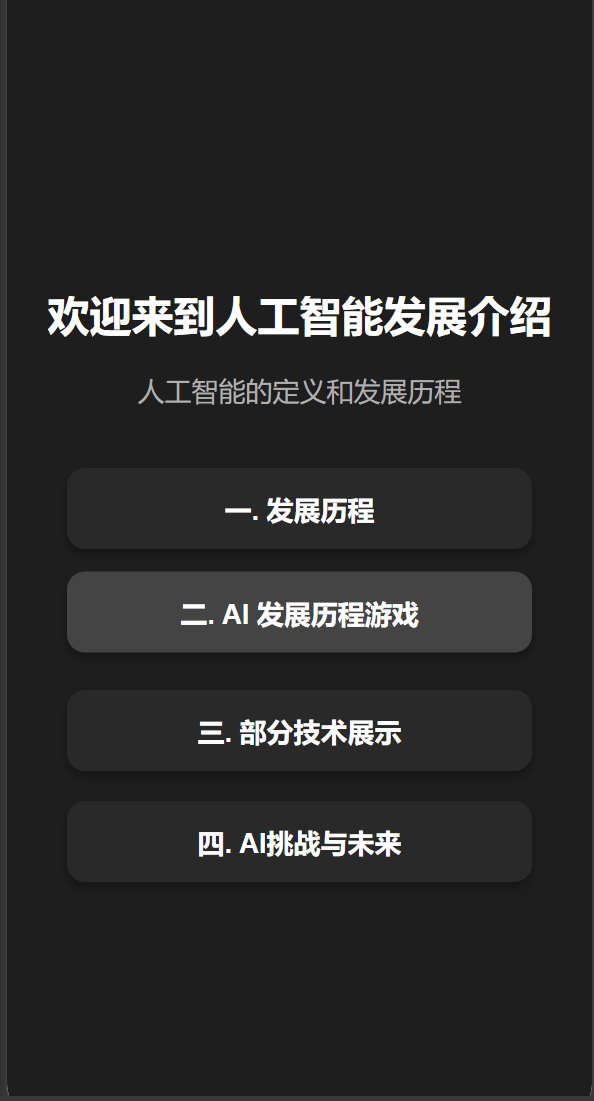 欢迎来到人工智能发展介绍
人工智能的定义和发展历程
一. 发展历程
二. AI 发展历程游戏
三. 部分技术展示
四. AI挑战与未来